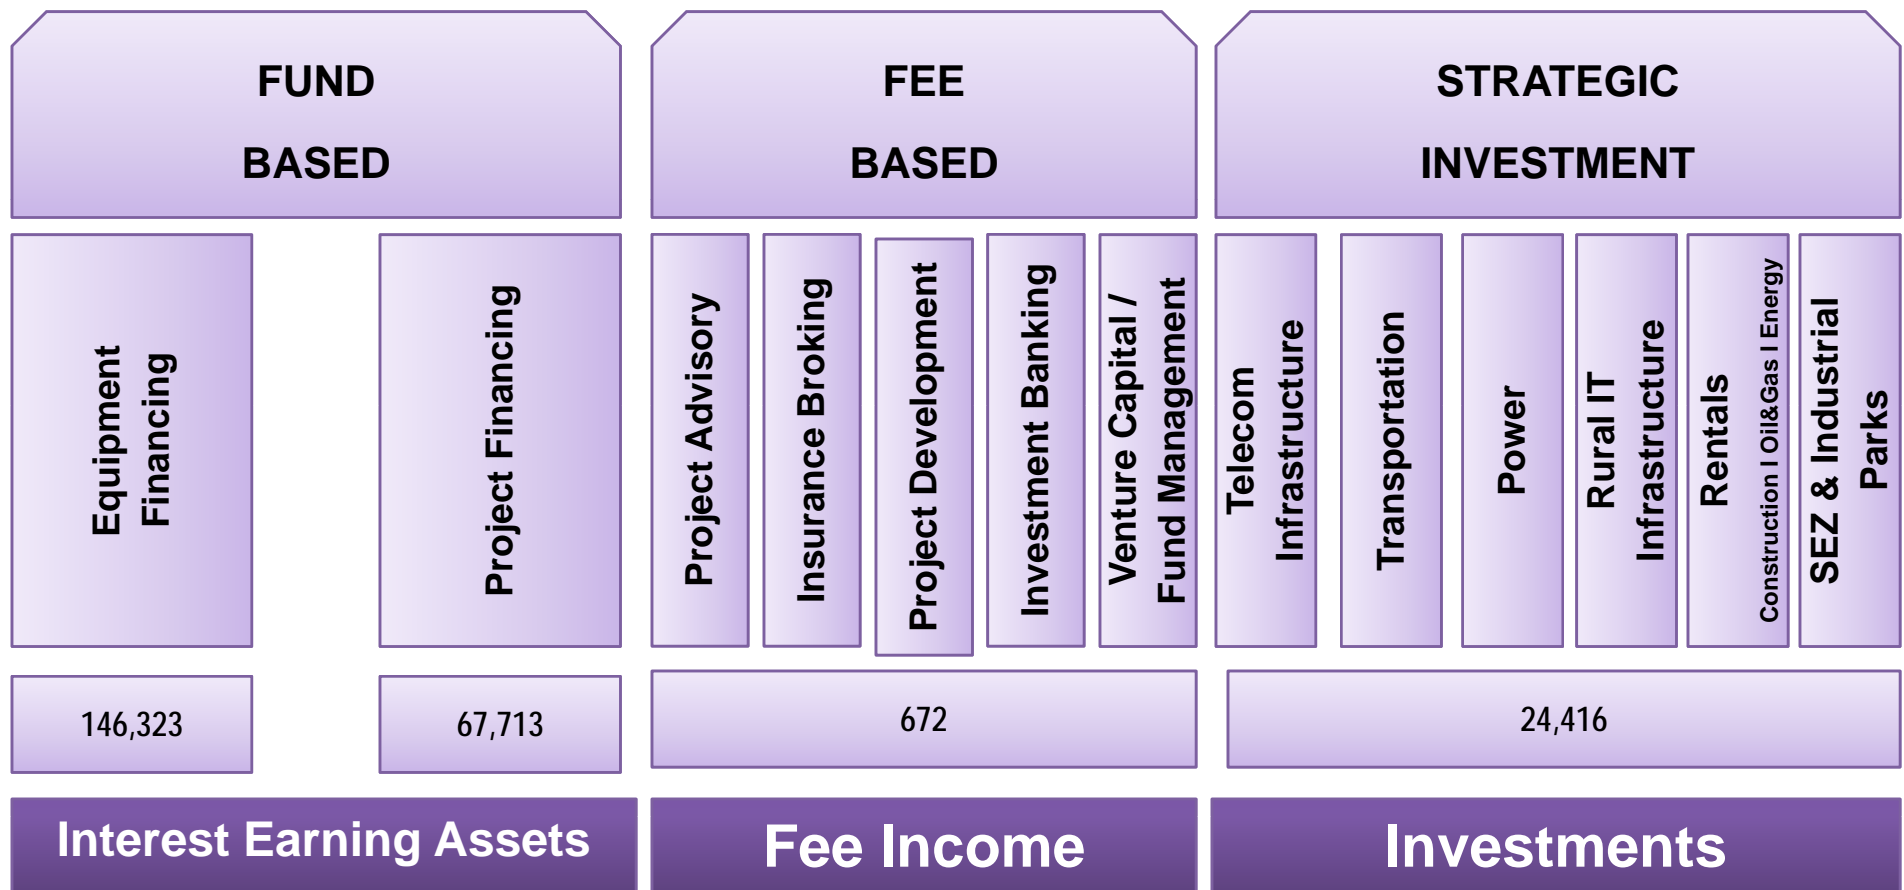 FUND
BASED
FEE
BASED
STRATEGIC
INVESTMENT
Equipment
Financing
Project Financing
Project Advisory
Insurance Broking
Project Development
Investment Banking
Venture Capital /
Fund Management
Telecom
Infrastructure
Transportation
Power
Rural IT
Infrastructure
Rentals
Construction I Oil&Gas I Energy
SEZ & Industrial
Parks
146,323
67,713
672
24,416
Interest Earning Assets
Fee Income
Investments